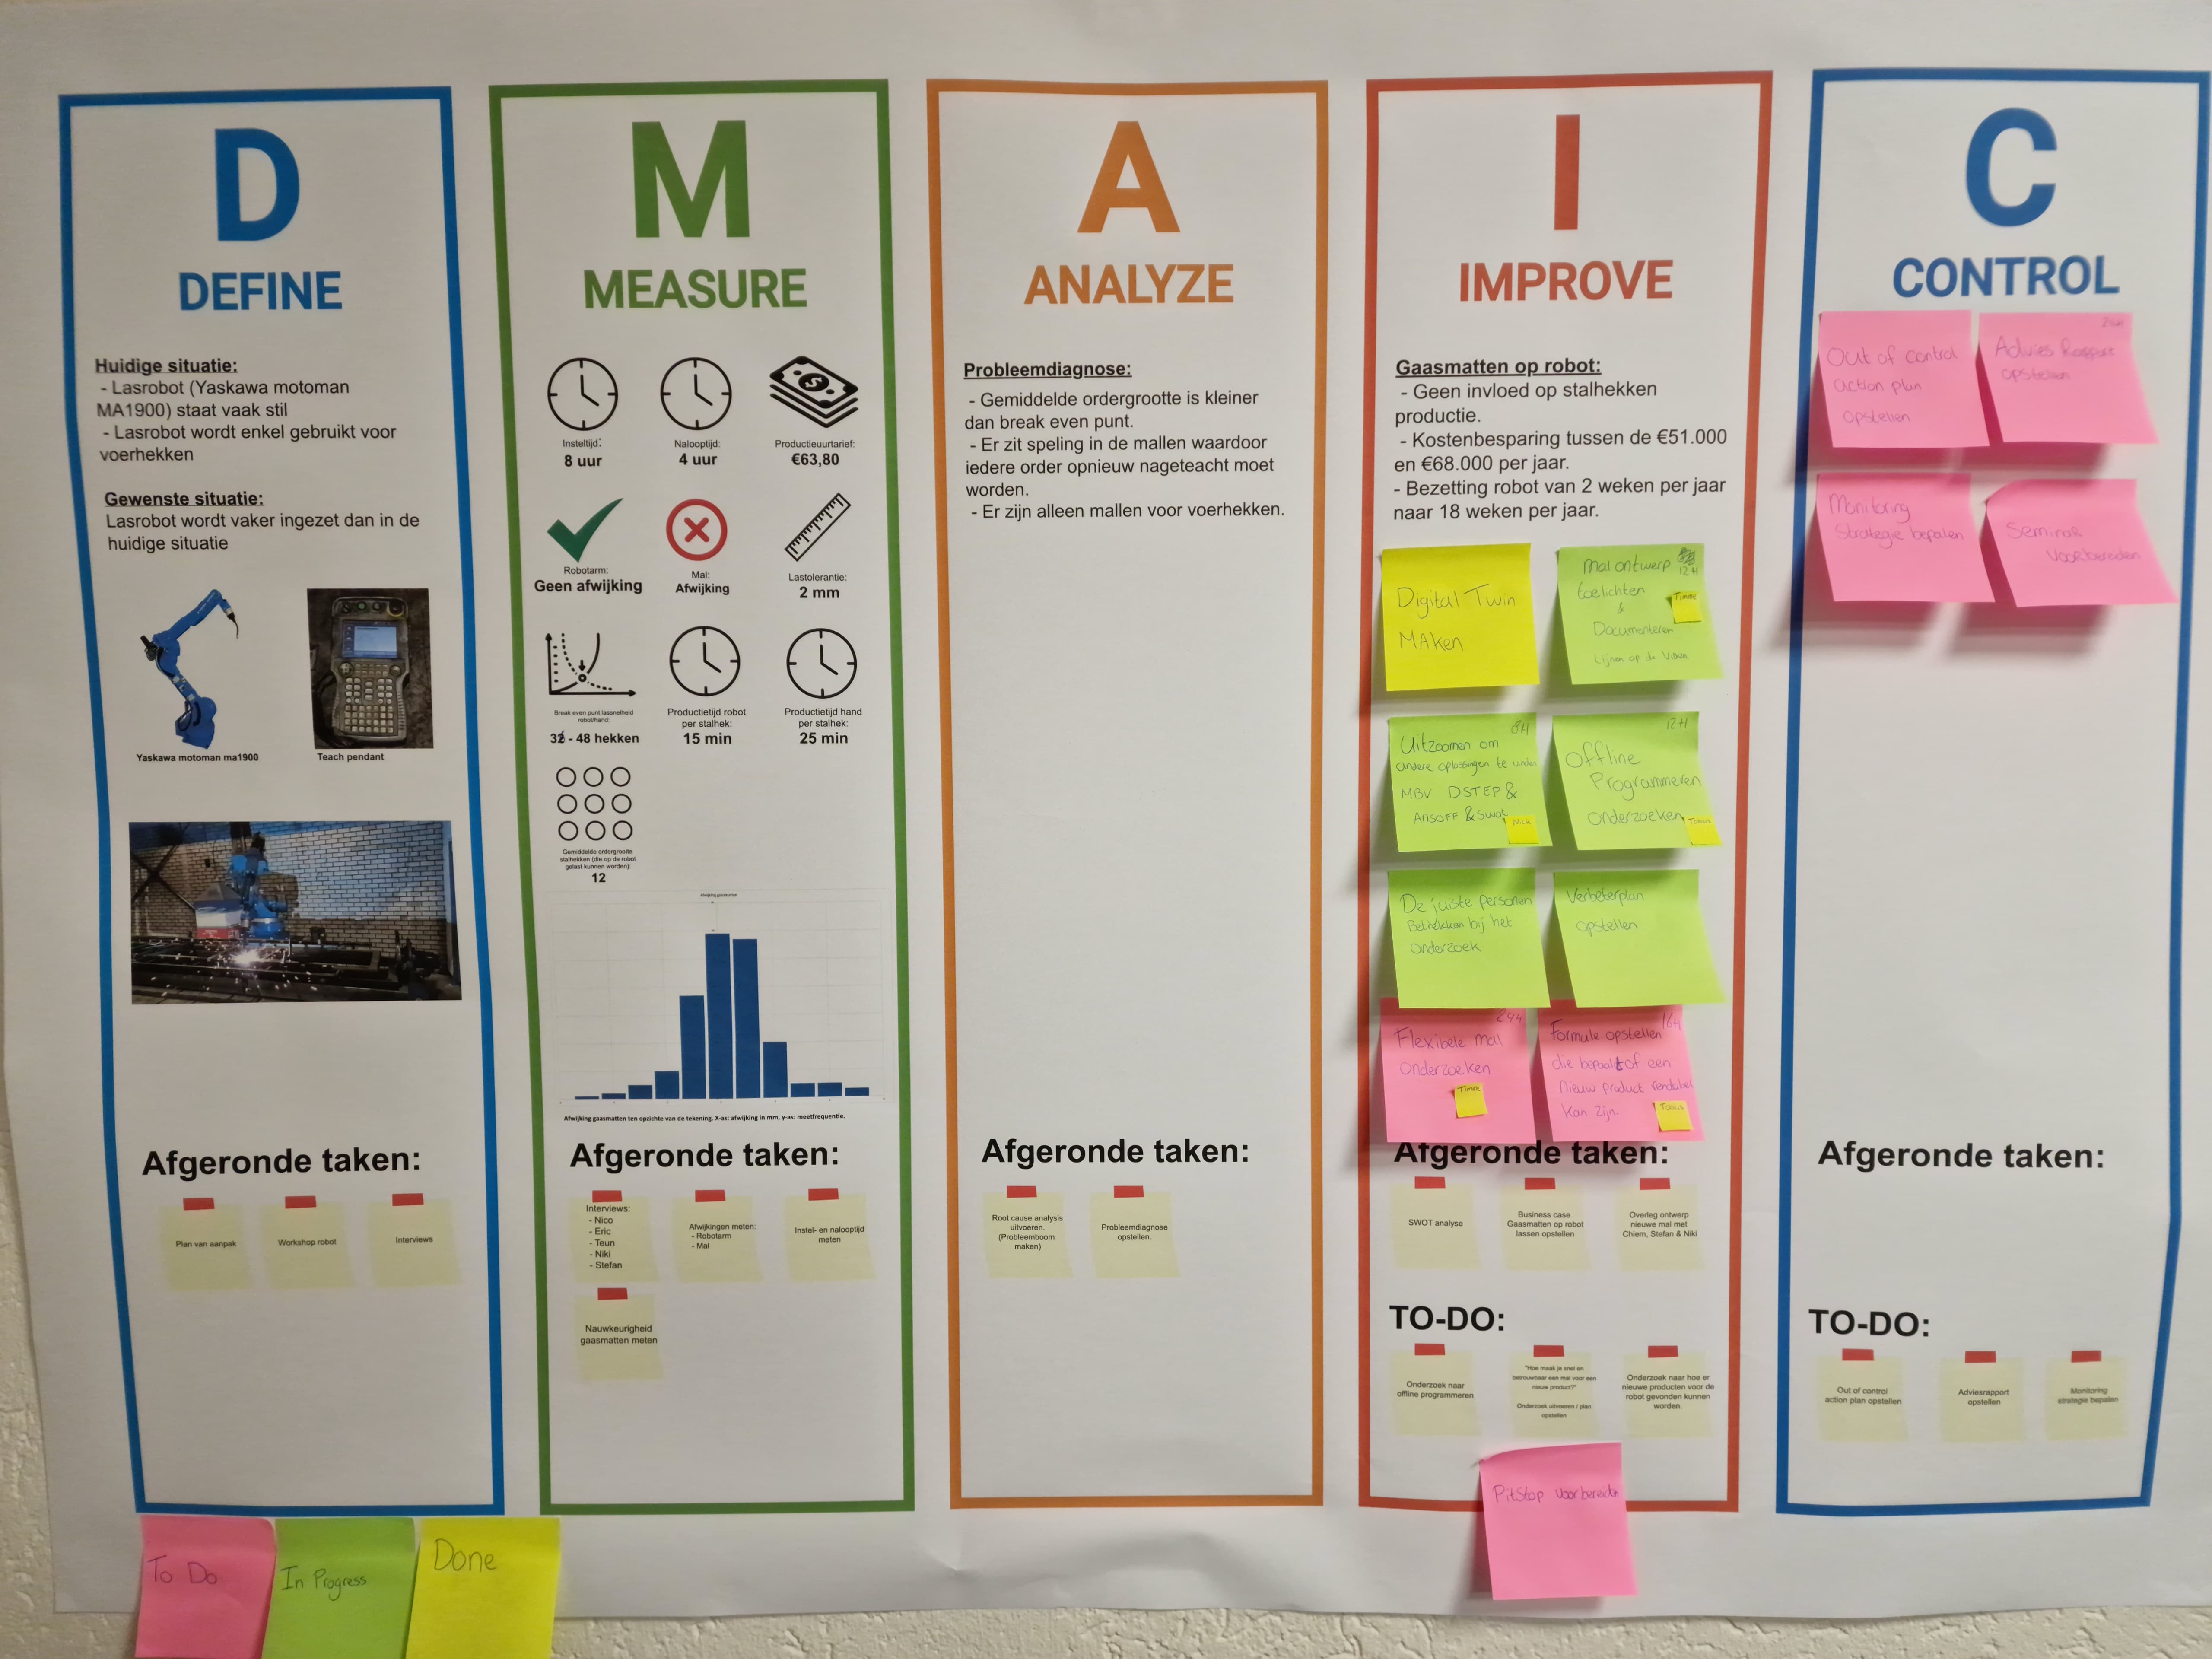 D
DEFINE
Huidige situatie:
- Lasrobot (Yaskawa motoman
MA1900) staat vaak stil
- Lasrobot wordt enkel gebruikt voor
voerhekken
Gewenste situatie:
Lasrobot wordt vaker ingezet dan in de
huidige situatie
Yaskawa motoman ma1900
Teach pendant
Afgeronde taken:
Plan van aanpak
Workshop robot
Interviews
M
MEASURE
Insteltijd:
8 uur
Nalooptijd:
4 uur
Productieuurtarief:
€63,80
Robotarm:
Geen afwijking
Mal:
Afwijking
Lastolerantie:
2 mm
Break even punt lassnelheid
robot/hand:
- 48 hekken
Productietijd robot
per stalhek:
15 min
Productietijd hand
per stalhek:
25 min
Gemiddelde ordergrootte
stalhekken (die op de robot
gelast kunnen worden):
12
Afwijking gaasmatten ten opzichte van de tekening. X-as: afwijking in mm, y-as: meetfrequentie.
Afgeronde taken:
Interviews:
- Nico
- Eric
- Teun
- Niki
- Stefan
Afwijkingen meten:
- Robotarm
- Mal
Instel- en nalooptijd
meten
Nauwkeurigheid
gaasmatten meten
A
ANALYZE
Probleemdiagnose:
- Gemiddelde ordergrootte is kleiner
dan break even punt.
- Er zit speling in de mallen waardoor
iedere order opnieuw nageteacht moet
worden.
- Er zijn alleen mallen voor voerhekken.
Afgeronde taken:
Root cause analysis
uitvoeren.
(Probleemboom
maken)
Probleemdiagnose
opstellen.
I
IMPROVE
Gaasmatten op robot:
- Geen invloed op stalhekken
productie.
- Kostenbesparing tussen de €51.000
en €68.000 per jaar.
- Bezetting robot van 2 weken per jaar
naar 18 weken per jaar.
Digital Twin
MAken
Mal ontwerp
12H
toelichten
&
Documenteren
Lijnen op de
Timme
8H
Uitzoomen om
andere oplossingen te vinden
MBV DSTEP &
ANSOFF & Swot
Nick
12H
Offline
Programmeren
onderzoeken
De juiste personen
Betrekken bij het
onderzoek
Verbeterplan
opstellen
24H
Flexibele mal
onderzoeken
Timme
16H
Formule opstellen
die bepaalt of een
Nieuw product rendabel
kan zijn.
Afgeronde taken:
SWOT analyse
Business case
Gaasmatten op robot
lassen opstellen
Overleg ontwerp
nieuwe mal met
Chiem, Stefan & Niki
TO-DO:
Onderzoek naar
offline programmeren
"Hoe maak je snel en
betrouwbaar een mal voor een
nieuw product?"
Onderzoek uitvoeren / plan
opstellen
Onderzoek naar hoe er
nieuwe producten voor de
robot gevonden kunnen
worden.
PitStop voorbereiden
C
CONTROL
Out of control
action plan
opstellen
Advies Rapport
opstellen
Monitoring
Strategie bepalen
Seminar
voorbereiden
Afgeronde taken:
TO-DO:
Out of control
action plan opstellen
Adviesrapport
opstellen
Monitoring
strategie bepalen
To Do
In Progress
Done